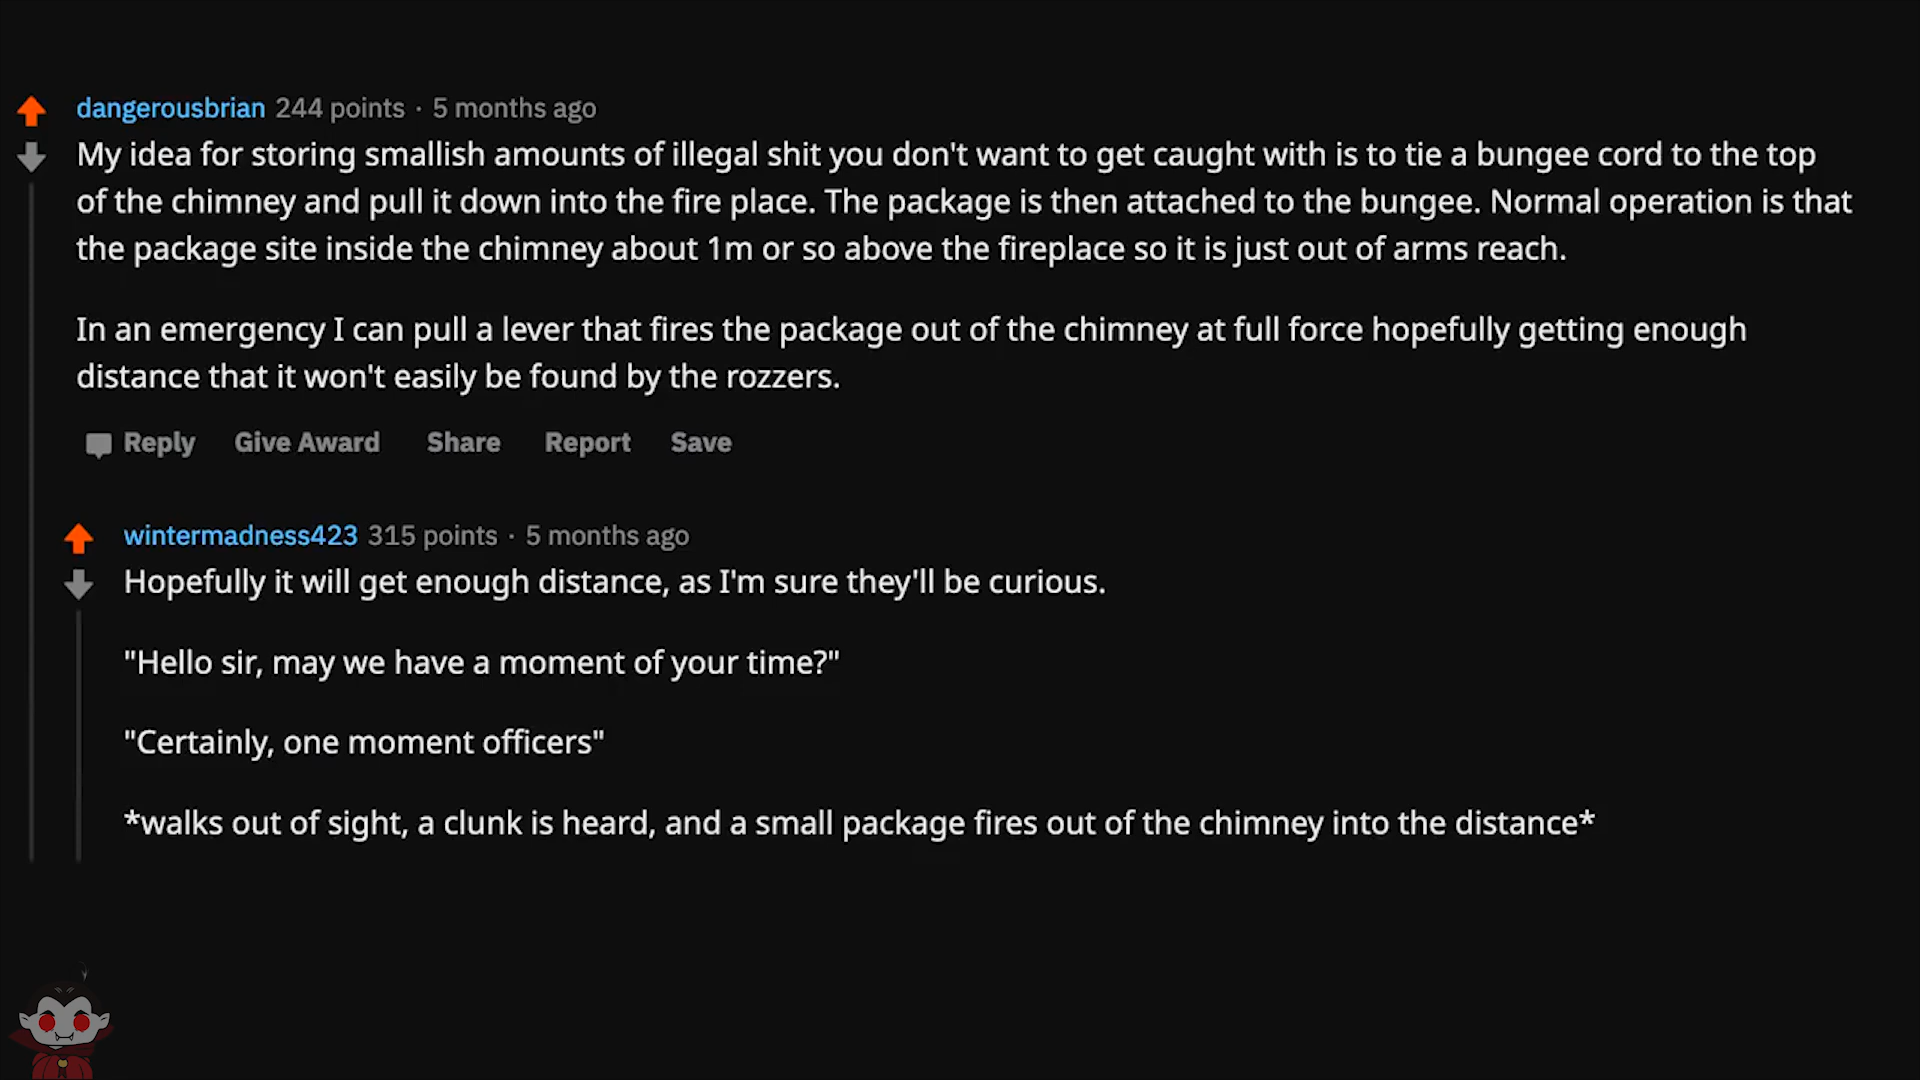 dangerousbrian 244 points · 5 months ago
My idea for storing smallish amounts of illegal shit you don't want to get caught with is to tie a bungee cord to the top
of the chimney and pull it down into the fire place. The package is then attached to the bungee. Normal operation is that
the package site inside the chimney about 1m or so above the fireplace so it is just out of arms reach.
In an emergency I can pull a lever that fires the package out of the chimney at full force hopefully getting enough
distance that it won't easily be found by the rozzers.
Reply Give Award Share Report Save
wintermadness423 315 points · 5 months ago
Hopefully it will get enough distance, as I'm sure they'll be curious.
"Hello sir, may we have a moment of your time?"
"Certainly, one moment officers"
*walks out of sight, a clunk is heard, and a small package fires out of the chimney into the distance*